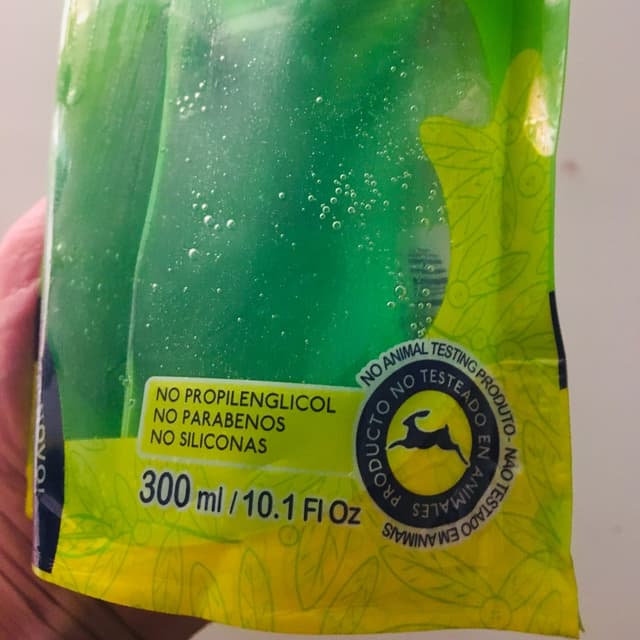 NO PROPILENGLICOL
NO PARABENOS
NO SILICONAS
300 ml / 10.1 Fl Oz
NO ANIMAL TESTING PRODUTO - NAO TESTADO EM ANIMAIS
PRODUCTO NO TESTEADO EN ANIMALES